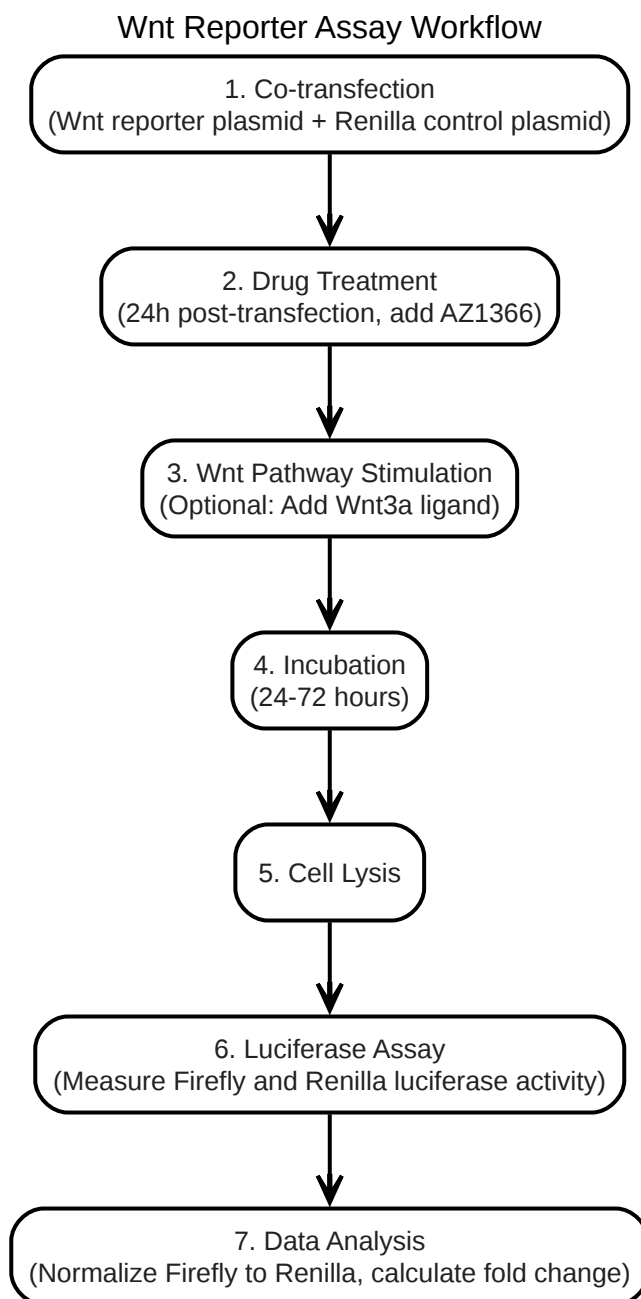 Wnt Reporter Assay Workflow
1. Co-transfection
(Wnt reporter plasmid + Renilla control plasmid)
2. Drug Treatment
(24h post-transfection, add AZ1366)
3. Wnt Pathway Stimulation
(Optional: Add Wnt3a ligand)
4. Incubation
(24-72 hours)
5. Cell Lysis
6. Luciferase Assay
(Measure Firefly and Renilla luciferase activity)
7. Data Analysis
(Normalize Firefly to Renilla, calculate fold change)